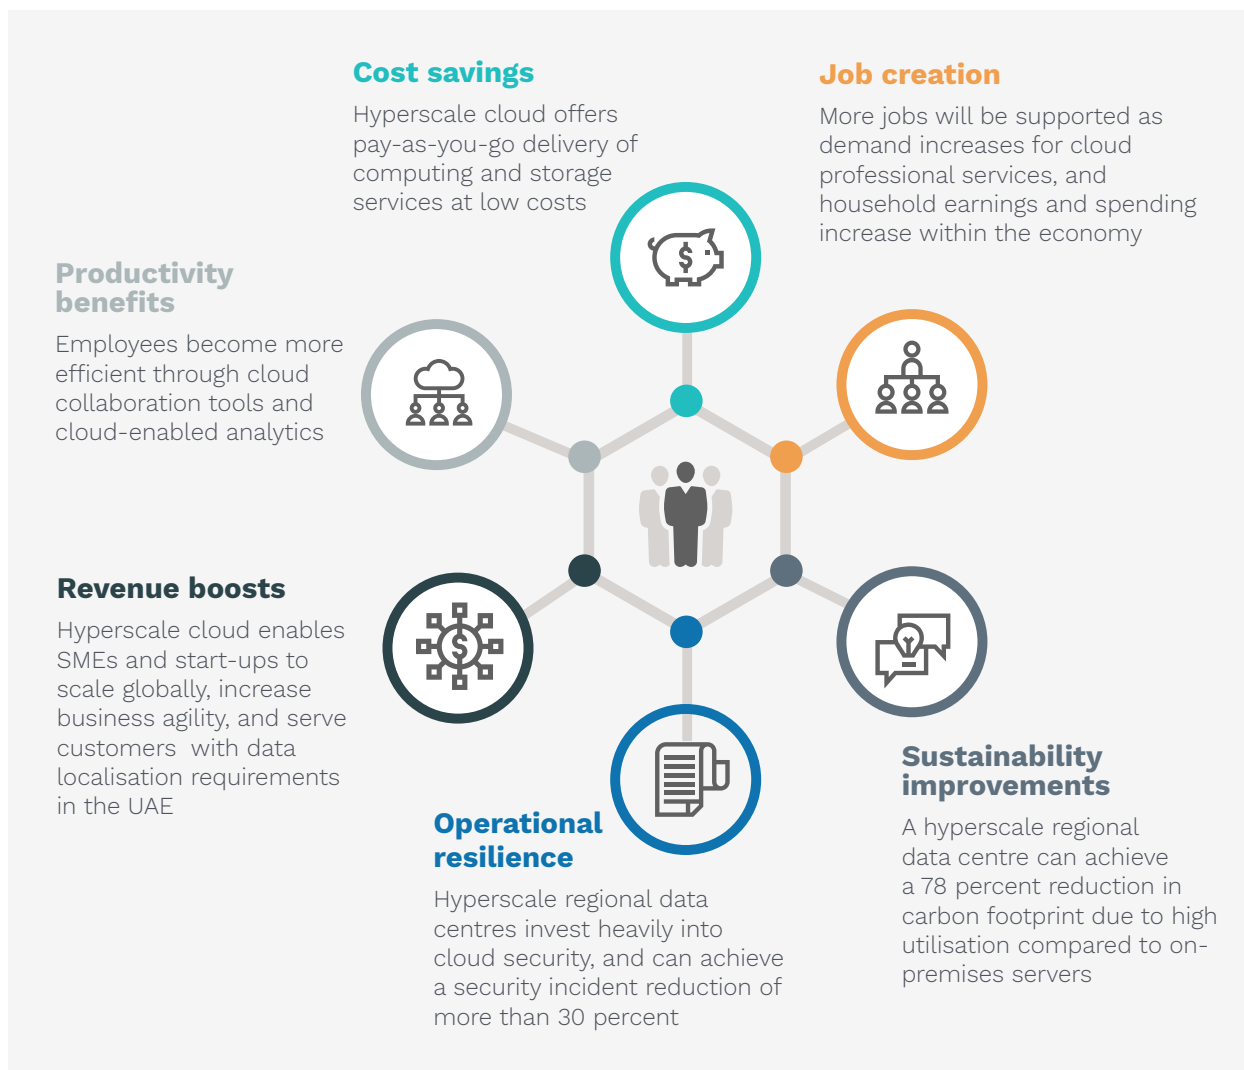 Cost savings
Hyperscale cloud offers
pay-as-you-go delivery of
computing and storage
services at low costs
Job creation
More jobs will be supported as
demand increases for cloud
professional services, and
household earnings and spending
increase within the economy
Productivity
benefits
Employees become more
efficient through cloud
collaboration tools and
cloud-enabled analytics
Revenue boosts
Hyperscale cloud enables
SMEs and start-ups to
scale globally, increase
business agility, and serve
customers  with data
localisation requirements
in the UAE
Operational
resilience
Hyperscale regional data
centres invest heavily into
cloud security, and can achieve
a security incident reduction of
more than 30 percent
Sustainability
improvements
A hyperscale regional
data centre can achieve
a 78 percent reduction in
carbon footprint due to high
utilisation compared to on-
premises servers
$
$